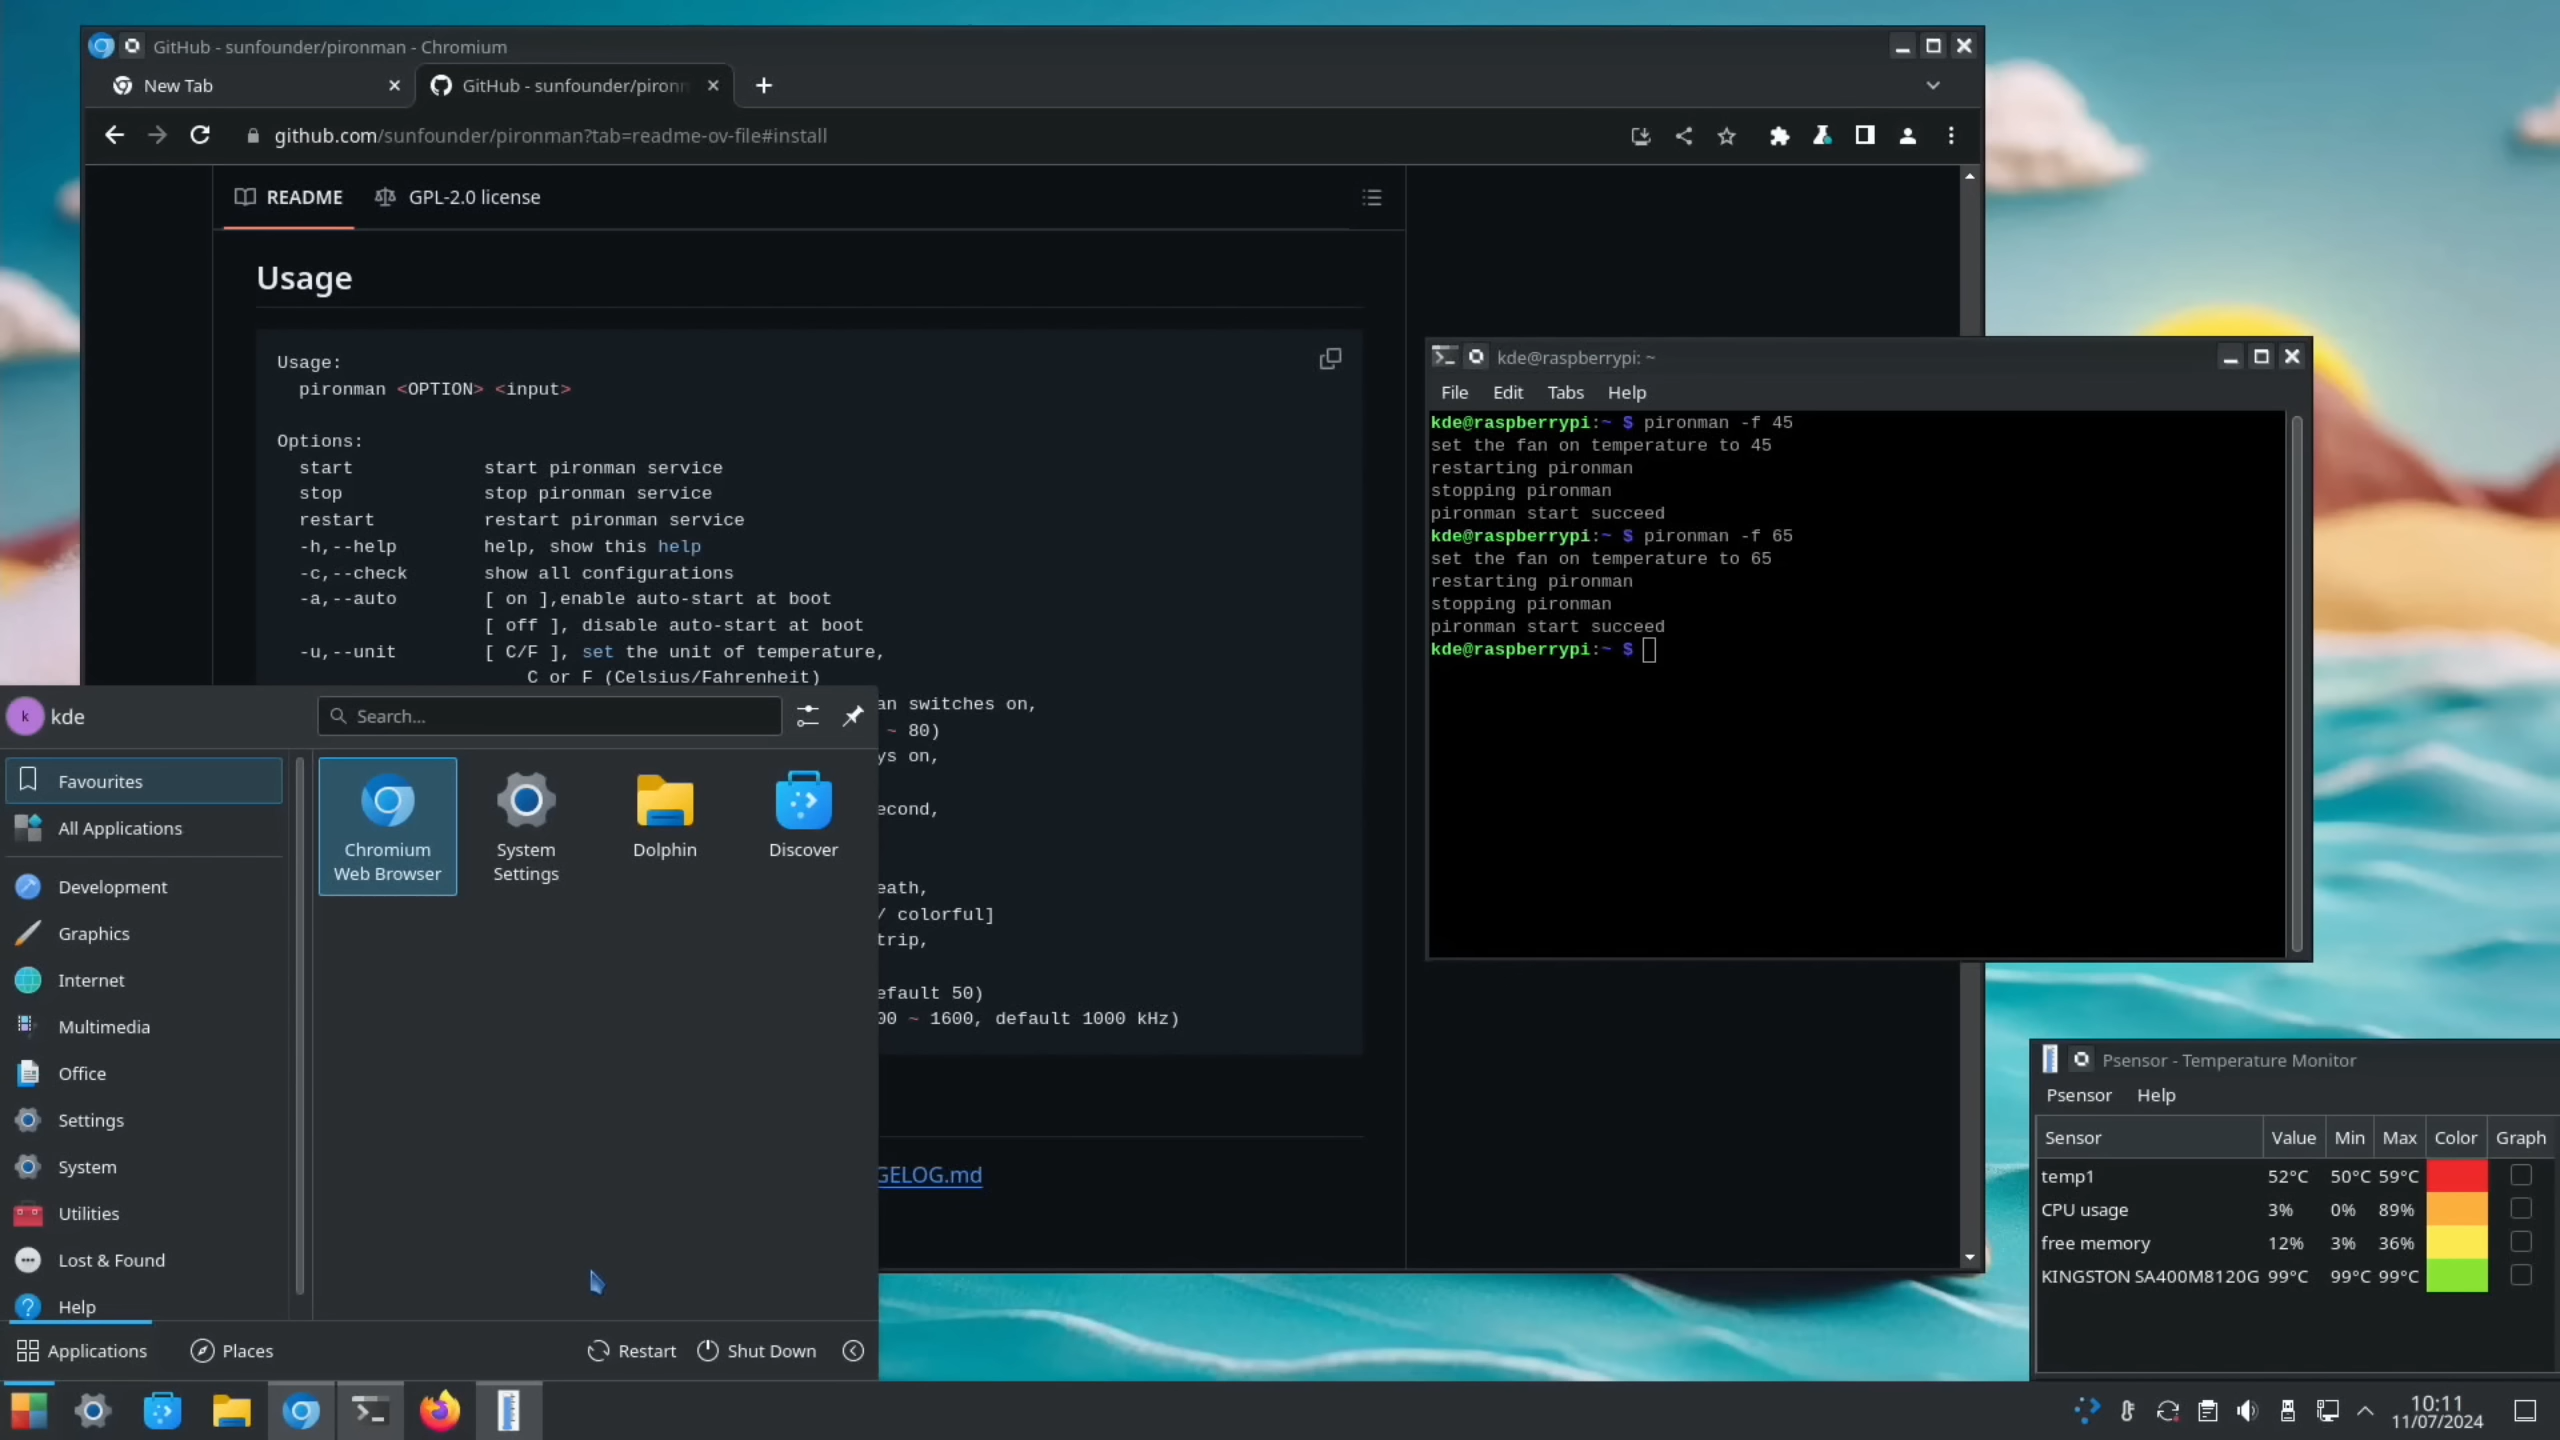 GitHub - sunfounder/pironman - Chromium
New Tab
GitHub - sunfounder/pironm
github.com/sunfounder/pironman?tab=readme-ov-file#install
README
GPL-2.0 license
Usage
Usage:
pironman <OPTION> <input>
Options:
start start pironman service
stop stop pironman service
restart restart pironman service
-h,--help help, show this help
-c,--check show all configurations
-a,--auto [ on ],enable auto-start at boot
[ off ], disable auto-start at boot
-u,--unit [ C/F ], set the unit of temperature,
C or F (Celsius/Fahrenheit)
an switches on,
~ 80)
ys on,
econd,
eath,
/ colorful]
trip,
efault 50)
00 ~ 1600, default 1000 kHz)
GELOG.md
kde@raspberrypi: ~
File Edit Tabs Help
kde@raspberrypi:~ $ pironman -f 45
set the fan on temperature to 45
restarting pironman
stopping pironman
pironman start succeed
kde@raspberrypi:~ $ pironman -f 65
set the fan on temperature to 65
restarting pironman
stopping pironman
pironman start succeed
kde@raspberrypi:~ $
k
kde
Search...
Favourites
All Applications
Development
Graphics
Internet
Multimedia
Office
Settings
System
Utilities
Lost & Found
Help
Chromium
Web Browser
System
Settings
Dolphin
Discover
Applications
Places
Restart
Shut Down
Psensor - Temperature Monitor
Psensor Help
Sensor Value Min Max Color Graph
temp1 52°C 50°C 59°C
CPU usage 3% 0% 89%
free memory 12% 3% 36%
KINGSTON SA400M8120G 99°C 99°C 99°C
10:11
11/07/2024